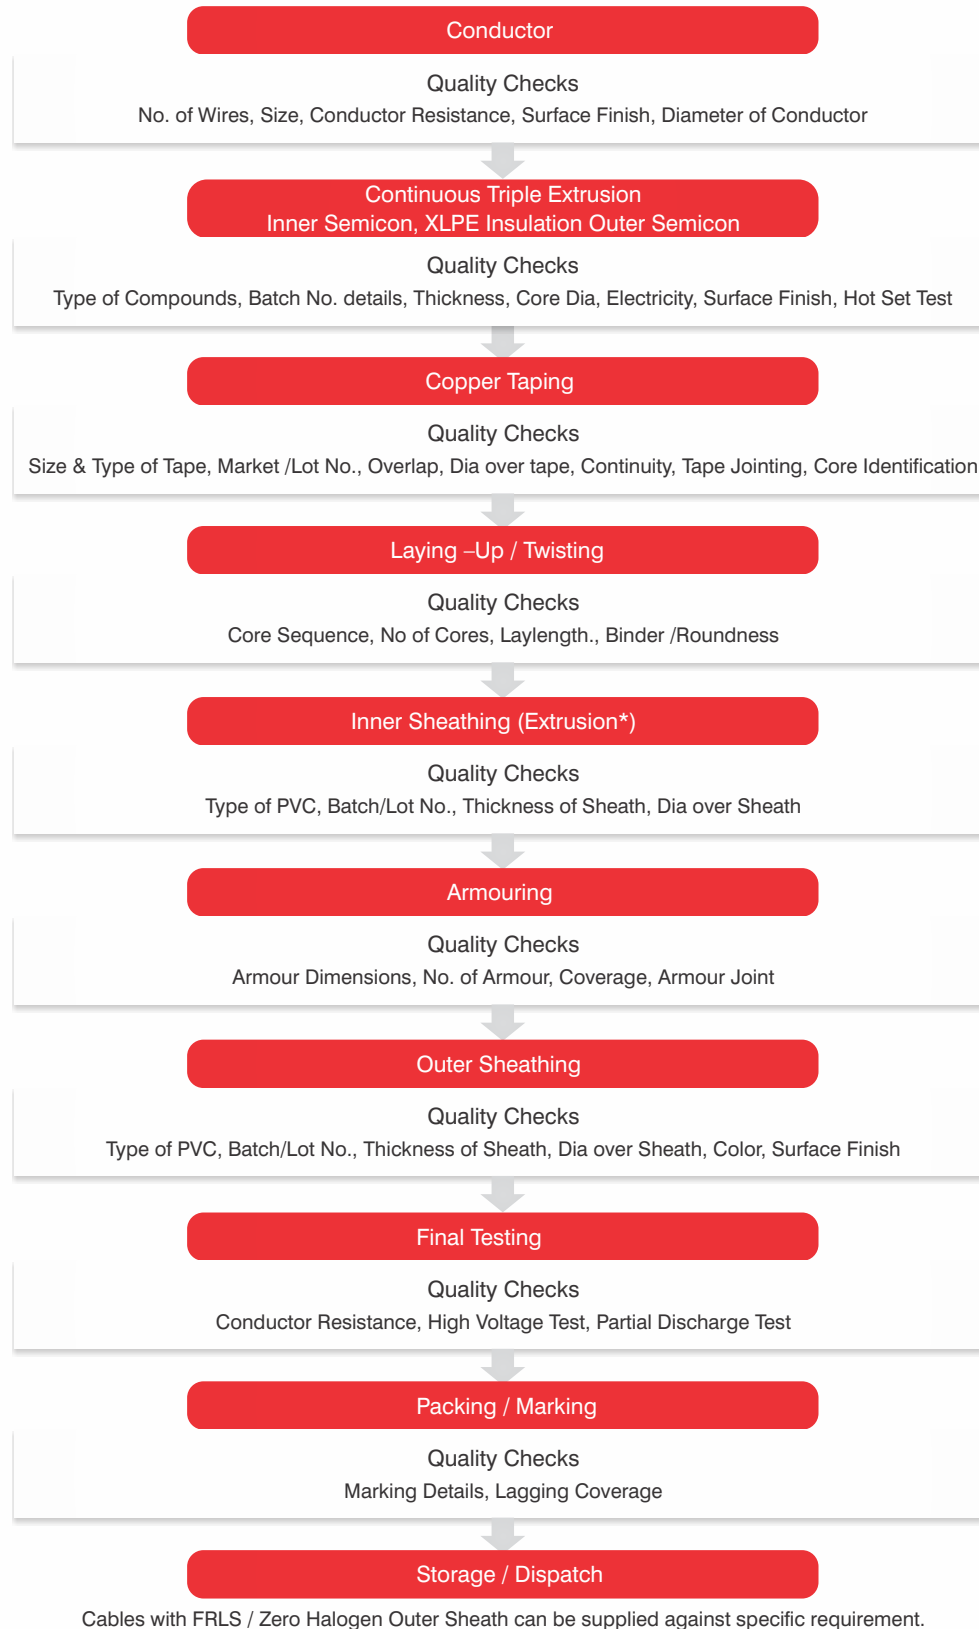 Conductor
Quality Checks
No. of Wires, Size, Conductor Resistance, Surface Finish, Diameter of Conductor
Continuous Triple Extrusion
Inner Semicon, XLPE Insulation Outer Semicon
Quality Checks
Type of Compounds, Batch No. details, Thickness, Core Dia, Electricity, Surface Finish, Hot Set Test
Copper Taping
Quality Checks
Size & Type of Tape, Market /Lot No., Overlap, Dia over tape, Continuity, Tape Jointing, Core Identification
Laying –Up / Twisting
Quality Checks
Core Sequence, No of Cores, Laylength., Binder /Roundness
Inner Sheathing (Extrusion*)
Quality Checks
Type of PVC, Batch/Lot No., Thickness of Sheath, Dia over Sheath
Armouring
Quality Checks
Armour Dimensions, No. of Armour, Coverage, Armour Joint
Outer Sheathing
Quality Checks
Type of PVC, Batch/Lot No., Thickness of Sheath, Dia over Sheath, Color, Surface Finish
Final Testing
Quality Checks
Conductor Resistance, High Voltage Test, Partial Discharge Test
Packing / Marking
Quality Checks
Marking Details, Lagging Coverage
Storage / Dispatch
Cables with FRLS / Zero Halogen Outer Sheath can be supplied against specific requirement.